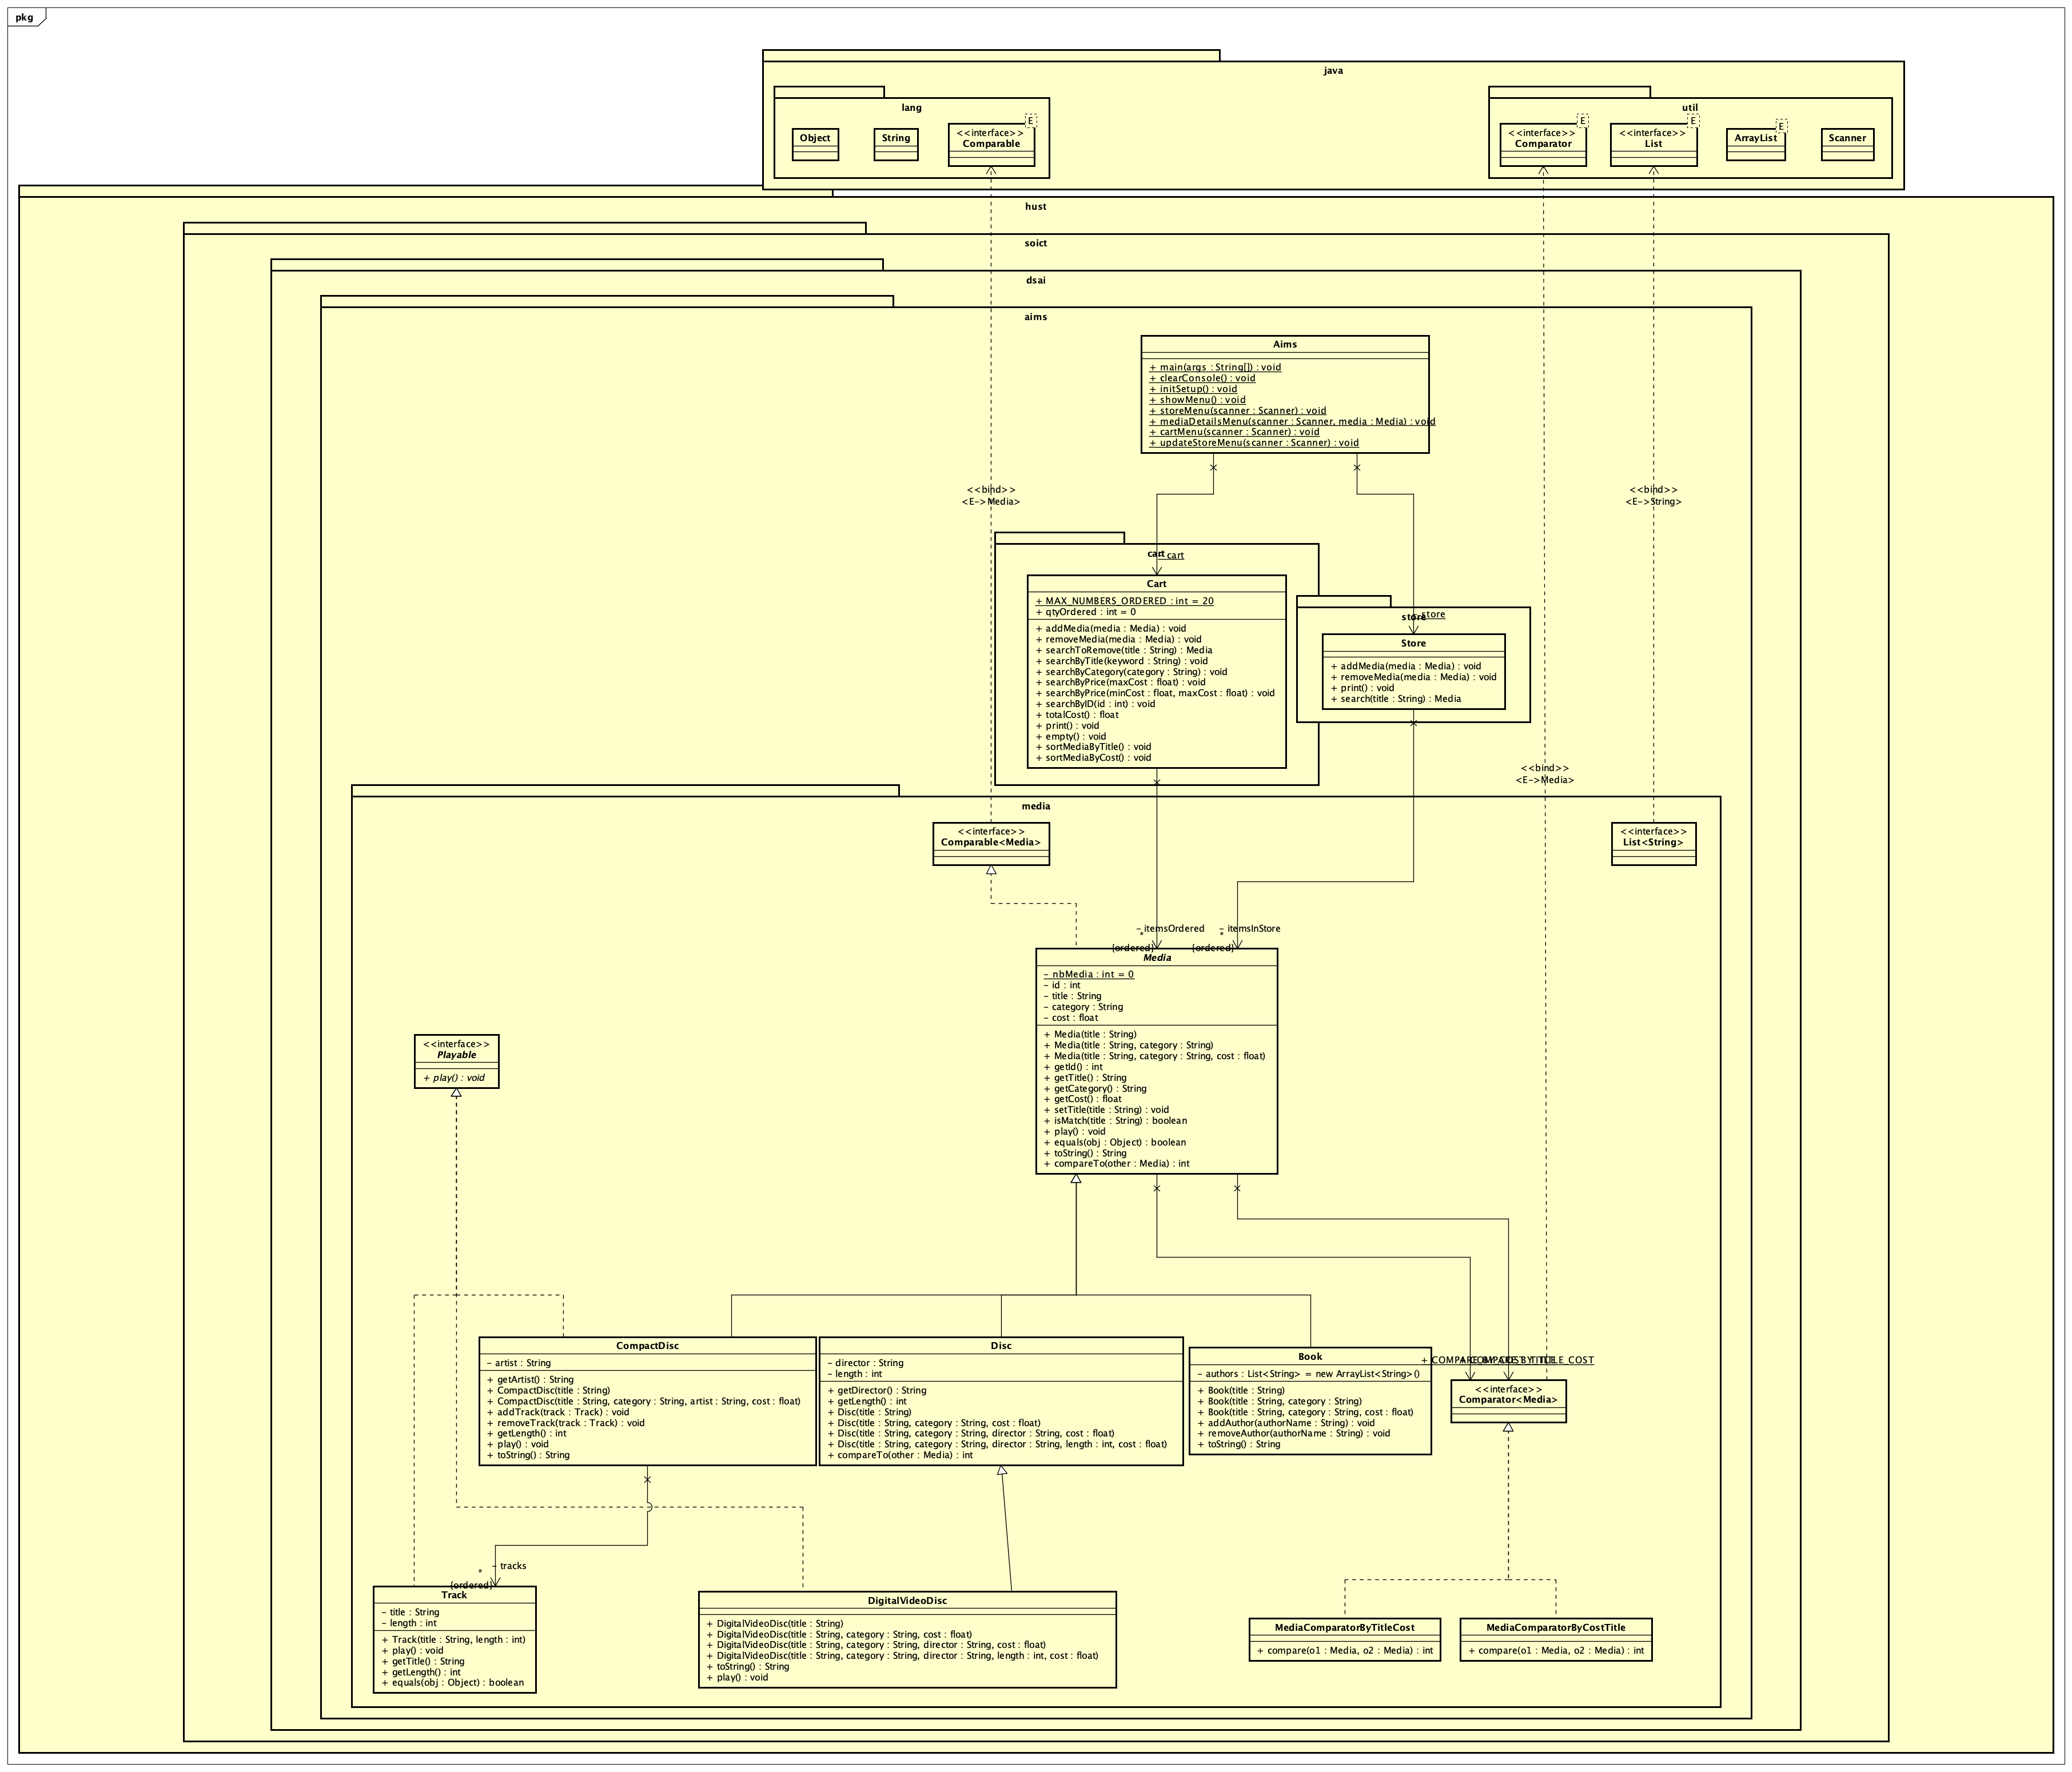 pkg
java
lang
Object
String
E
<<interface>>
Comparable
util
E
<<interface>>
Comparator
E
<<interface>>
List
E
ArrayList
Scanner
hust
soict
dsai
aims
Aims
+ main(args : String[]) : void
+ clearConsole() : void
+ initSetup() : void
+ showMenu() : void
+ storeMenu(scanner : Scanner) : void
+ mediaDetailsMenu(scanner : Scanner, media : Media) : void
+ cartMenu(scanner : Scanner) : void
+ updateStoreMenu(scanner : Scanner) : void
<<bind>>
<E->Media>
<<bind>>
<E->String>
cart
- cart
Cart
+ MAX_NUMBERS_ORDERED : int = 20
+ qtyOrdered : int = 0
+ addMedia(media : Media) : void
+ removeMedia(media : Media) : void
+ searchToRemove(title : String) : Media
+ searchByTitle(keyword : String) : void
+ searchByCategory(category : String) : void
+ searchByPrice(maxCost : float) : void
+ searchByPrice(minCost : float, maxCost : float) : void
+ searchByID(id : int) : void
+ totalCost() : float
+ print() : void
+ empty() : void
+ sortMediaByTitle() : void
+ sortMediaByCost() : void
store
- store
Store
+ addMedia(media : Media) : void
+ removeMedia(media : Media) : void
+ print() : void
+ search(title : String) : Media
<<bind>>
<E->Media>
media
<<interface>>
Comparable<Media>
<<interface>>
List<String>
- itemsOrdered
*
{ordered}
- itemsInStore
*
{ordered}
Media
- nbMedia : int = 0
- id : int
- title : String
- category : String
- cost : float
+ Media(title : String)
+ Media(title : String, category : String)
+ Media(title : String, category : String, cost : float)
+ getId() : int
+ getTitle() : String
+ getCategory() : String
+ getCost() : float
+ setTitle(title : String) : void
+ isMatch(title : String) : boolean
+ play() : void
+ equals(obj : Object) : boolean
+ toString() : String
+ compareTo(other : Media) : int
<<interface>>
Playable
+ play() : void
CompactDisc
- artist : String
+ getArtist() : String
+ CompactDisc(title : String)
+ CompactDisc(title : String, category : String, artist : String, cost : float)
+ addTrack(track : Track) : void
+ removeTrack(track : Track) : void
+ getLength() : int
+ play() : void
+ toString() : String
Disc
- director : String
- length : int
+ getDirector() : String
+ getLength() : int
+ Disc(title : String)
+ Disc(title : String, category : String, cost : float)
+ Disc(title : String, category : String, director : String, cost : float)
+ Disc(title : String, category : String, director : String, length : int, cost : float)
+ compareTo(other : Media) : int
Book
- authors : List<String> = new ArrayList<String>()
+ Book(title : String)
+ Book(title : String, category : String)
+ Book(title : String, category : String, cost : float)
+ addAuthor(authorName : String) : void
+ removeAuthor(authorName : String) : void
+ toString() : String
<<interface>>
Comparator<Media>
- tracks
*
{ordered}
Track
- title : String
- length : int
+ Track(title : String, length : int)
+ play() : void
+ getTitle() : String
+ getLength() : int
+ equals(obj : Object) : boolean
DigitalVideoDisc
+ DigitalVideoDisc(title : String)
+ DigitalVideoDisc(title : String, category : String, cost : float)
+ DigitalVideoDisc(title : String, category : String, director : String, cost : float)
+ DigitalVideoDisc(title : String, category : String, director : String, length : int, cost : float)
+ toString() : String
+ play() : void
MediaComparatorByTitleCost
+ compare(o1 : Media, o2 : Media) : int
MediaComparatorByCostTitle
+ compare(o1 : Media, o2 : Media) : int